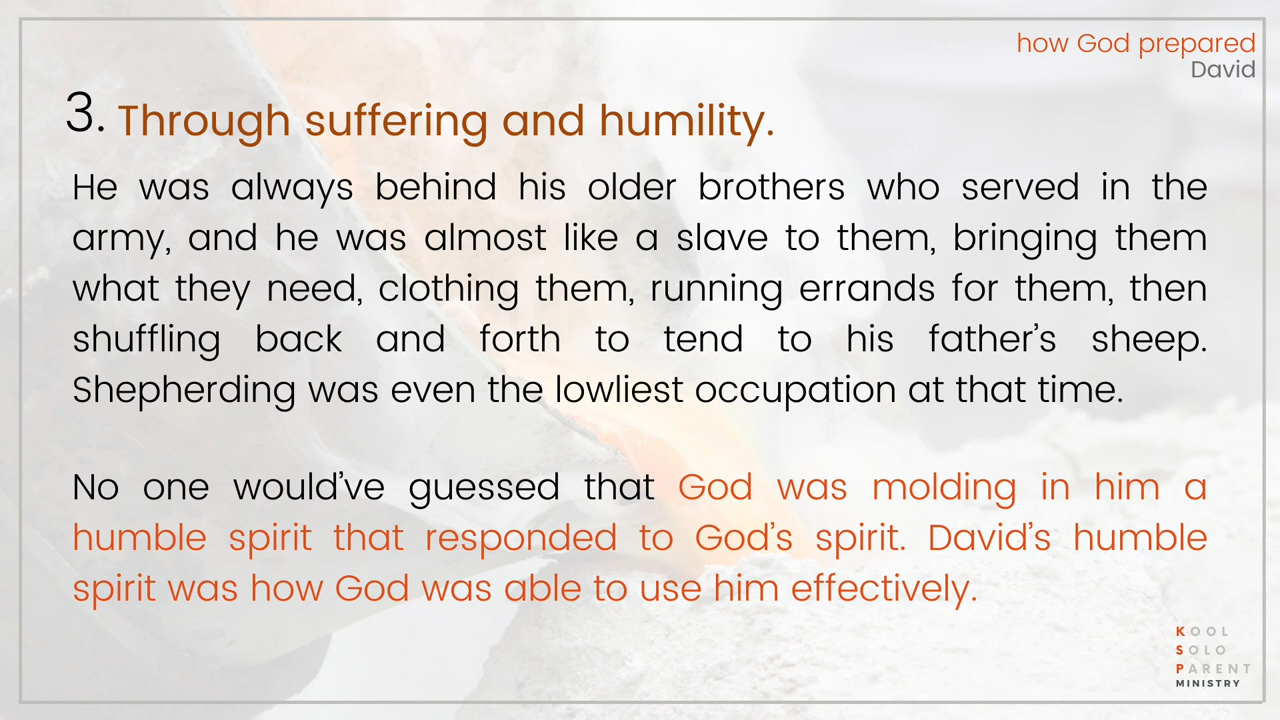 how God prepared
David
3. Through suffering and humility.
He was always behind his older brothers who served in the
army, and he was almost like a slave to them, bringing them
what they need, clothing them, running errands for them, then
shuffling back and forth to tend to his father’s sheep.
Shepherding was even the lowliest occupation at that time.
No one would’ve guessed that God was molding in him a
humble spirit that responded to God’s spirit. David’s humble
spirit was how God was able to use him effectively.
KOOL
SOLO
PARENT
MINISTRY